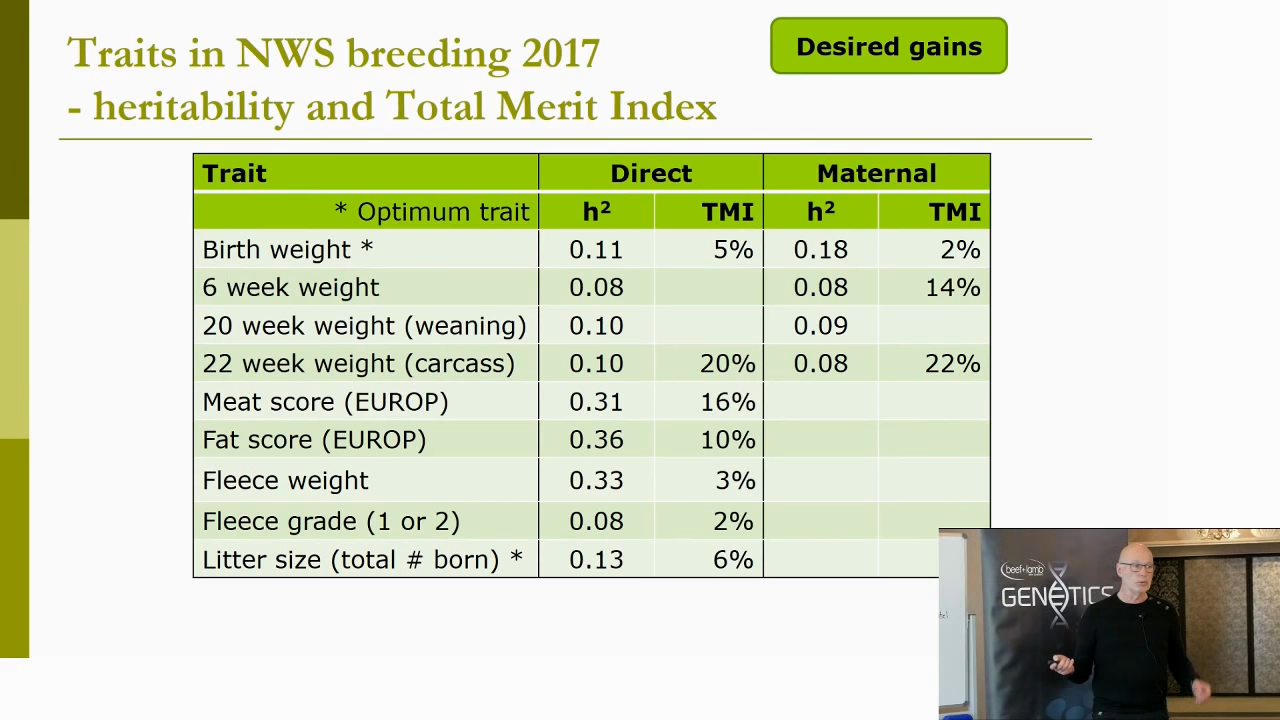 Traits in NWS breeding 2017
- heritability and Total Merit Index
Desired gains
Trait Direct Maternal
* Optimum trait h² TMI h² TMI
Birth weight * 0.11 5% 0.18 2%
6 week weight 0.08 0.08 14%
20 week weight (weaning) 0.10 0.09
22 week weight (carcass) 0.10 20% 0.08 22%
Meat score (EUROP) 0.31 16%
Fat score (EUROP) 0.36 10%
Fleece weight 0.33 3%
Fleece grade (1 or 2) 0.08 2%
Litter size (total # born) * 0.13 6%
beef+lamb
GENETICS